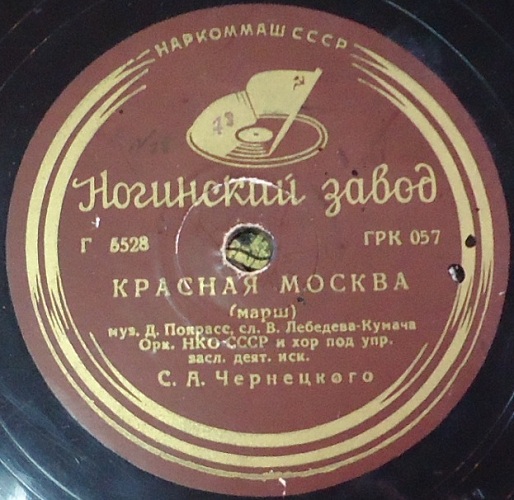 НАРКОММАШ СССР
Ногинский завод
Г 5528
ГРК 057
КРАСНАЯ МОСКВА
(марш)
муз. Д. Покрасс, сл. В. Лебедева-Кумача
Орк. НКО-СССР и хор под упр.
засл. деят. иск.
С. А. Чернецкого